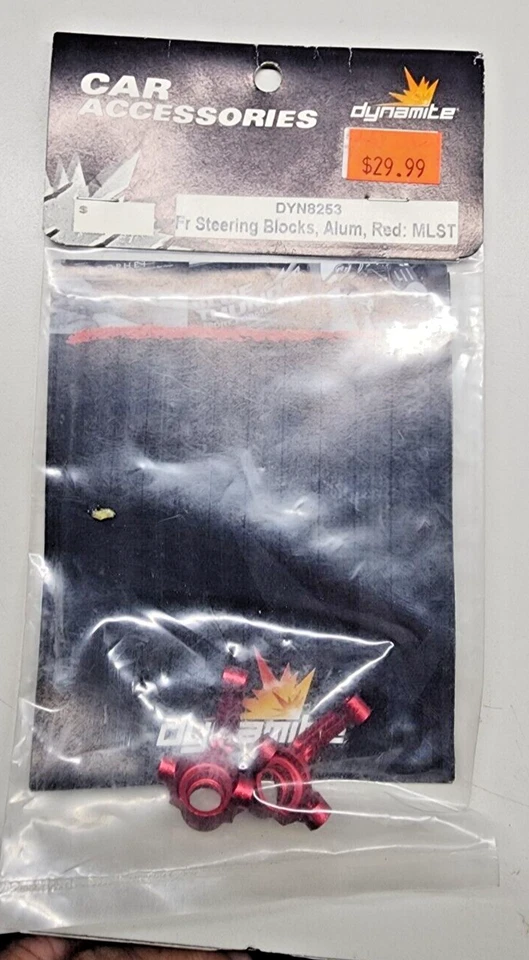 CAR
ACCESSORIES
dynamite
$29.99
$
DYN8253
Fr Steering Blocks, Alum, Red: MLST
dynamite